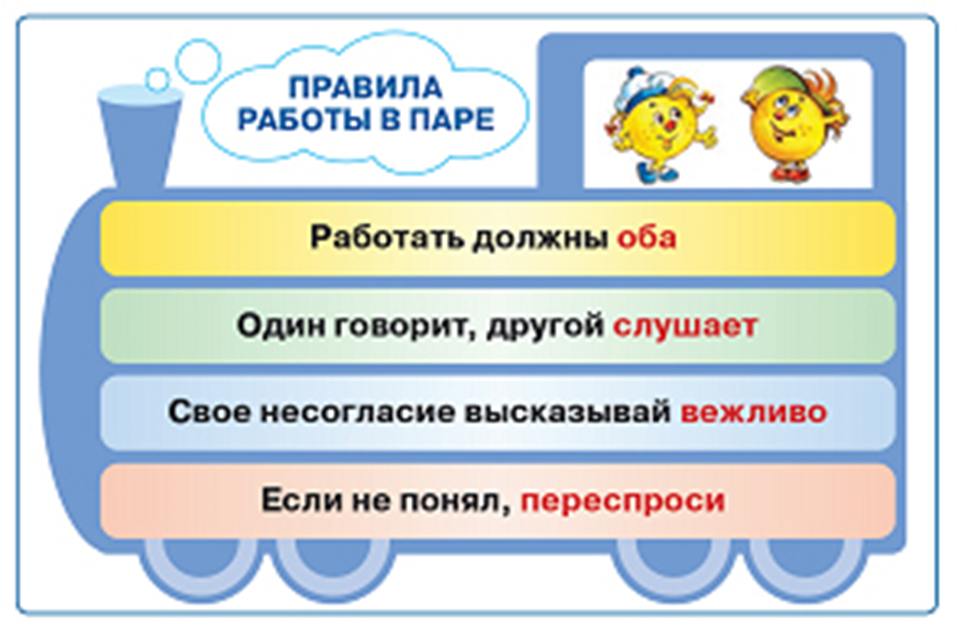 ПРАВИЛА
РАБОТЫ В ПАРЕ
Работать должны оба
Один говорит, другой слушает
Свое несогласие высказывай вежливо
Если не понял, переспроси